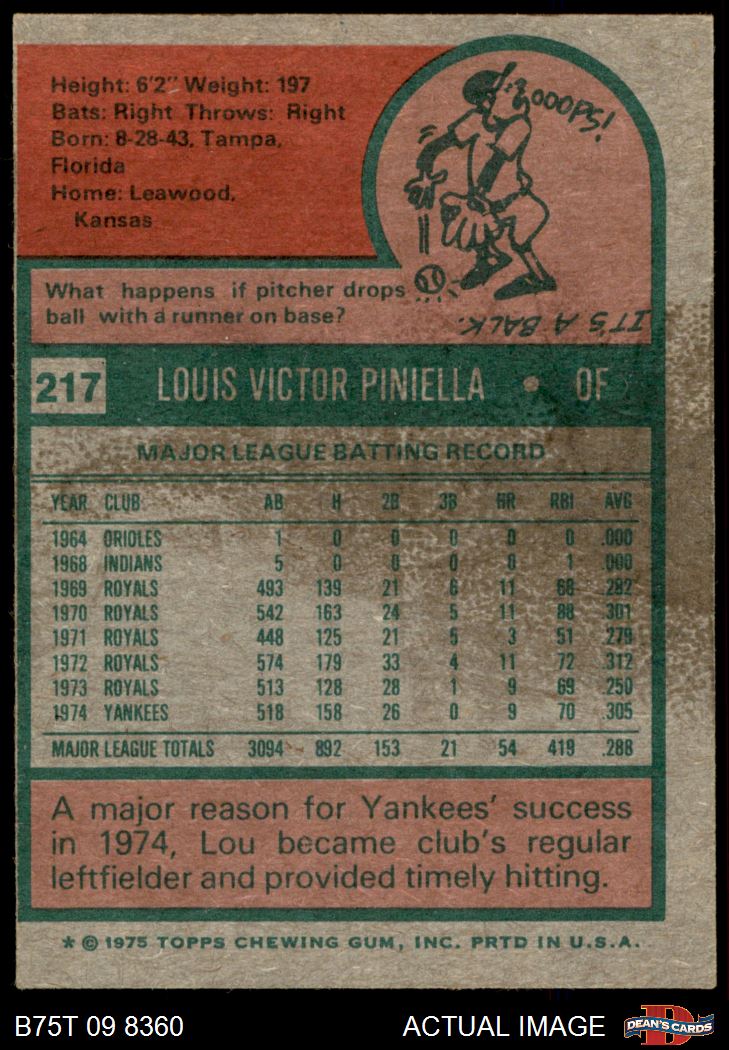 Height: 6'2" Weight: 197
Bats: Right Throws: Right
Born: 8-28-43, Tampa,
Florida
Home: Leawood,
Kansas
OOOPS!
What happens if pitcher drops
ball with a runner on base?
IT'S A BALK.
217 LOUIS VICTOR PINIELLA • OF
MAJOR LEAGUE BATTING RECORD
YEAR CLUB AB H 2B 3B HR RBI AVG
1964 ORIOLES 1 0 0 0 0 0 .000
1968 INDIANS 5 0 0 0 0 1 .000
1969 ROYALS 493 139 21 6 11 68 .282
1970 ROYALS 542 163 24 5 11 88 .301
1971 ROYALS 448 125 21 5 3 51 .279
1972 ROYALS 574 179 33 4 11 72 .312
1973 ROYALS 513 128 28 1 9 69 .250
1974 YANKEES 518 158 26 0 9 70 .305
MAJOR LEAGUE TOTALS 3094 892 153 21 54 419 .288
A major reason for Yankees' success
in 1974, Lou became club's regular
leftfielder and provided timely hitting.
* © 1975 TOPPS CHEWING GUM, INC. PRTD IN U.S.A.
B75T 09 8360 ACTUAL IMAGE DEAN'S CARDS